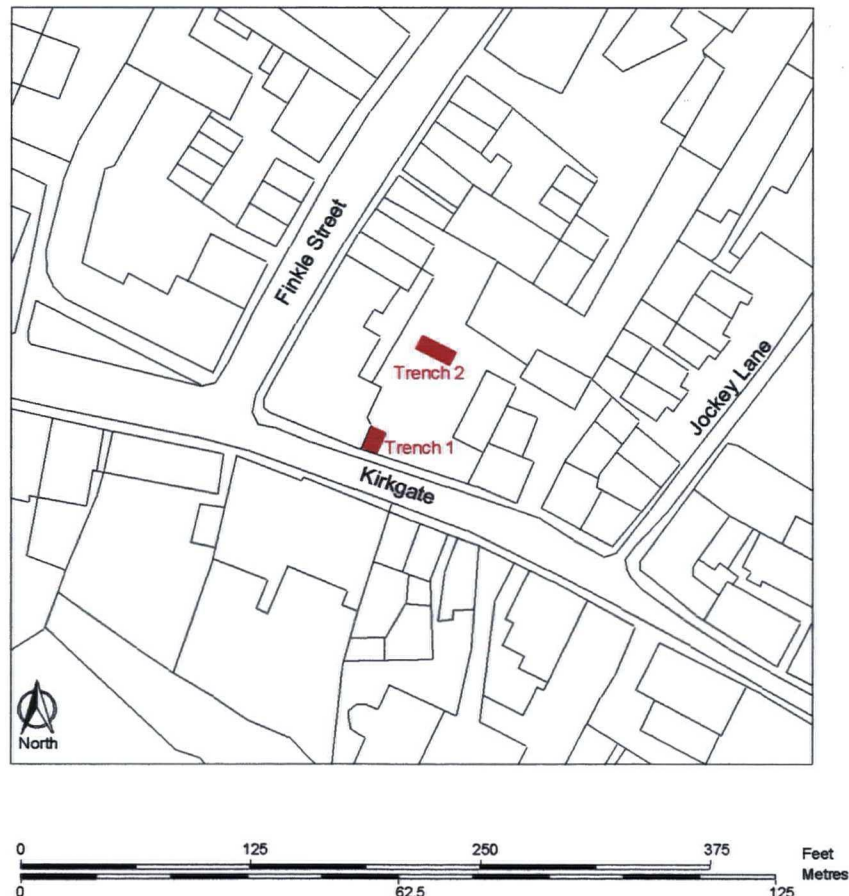 Finkle Street
Trench 2
Jockey Lane
Trench 1
Kirkgate
North
0 125 250 375 Feet
0 62.5 125 Metres